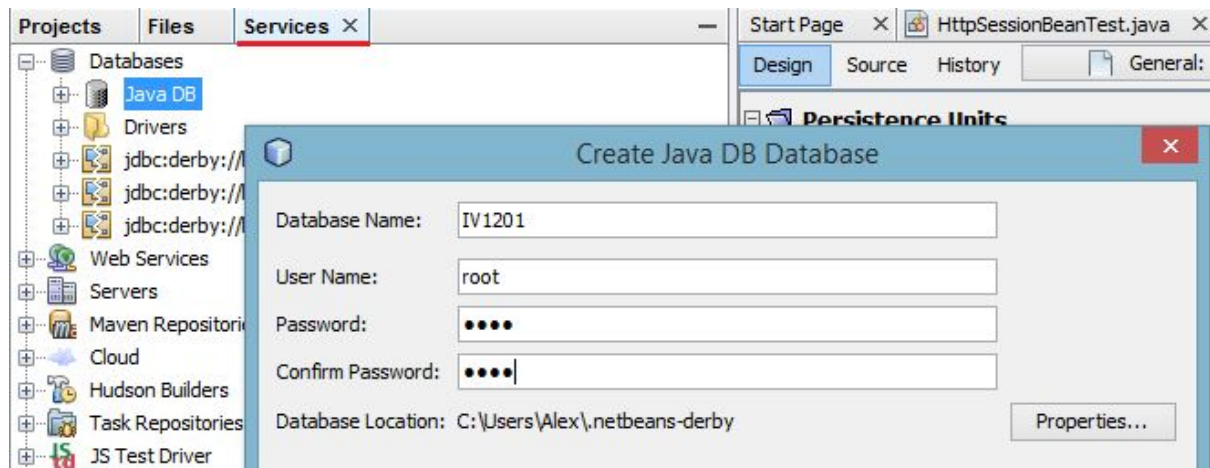 Projects Files Services
Databases
Java DB
Drivers
jdbc:derby://
jdbc:derby://
jdbc:derby://
Web Services
Servers
Maven Repositori
Cloud
Hudson Builders
Task Repositories
JS Test Driver
Start Page HttpSessionBeanTest.java
Design Source History General:
Persistence Units
Create Java DB Database
Database Name: IV1201
User Name: root
Password: ••••
Confirm Password: ••••
Database Location: C:\Users\Alex\.netbeans-derby Properties...